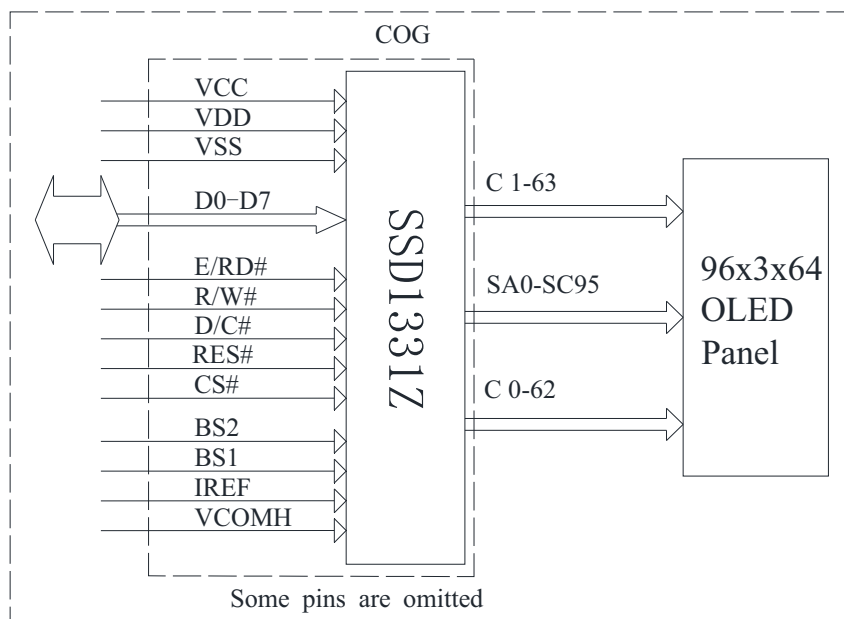 COG
VCC
VDD
VSS
D0-D7
E/RD#
R/W#
D/C#
RES#
CS#
BS2
BS1
IREF
VCOMH
SSD1331Z
C 1-63
SA0-SC95
C 0-62
96x3x64
OLED
Panel
Some pins are omitted